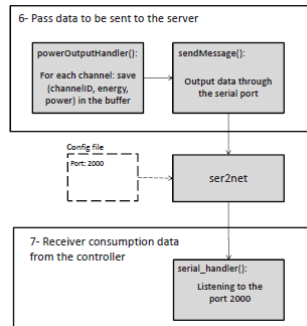 6- Pass data to be sent to the server
powerOutputHandler():
For each channel: save
(channelID, energy,
power) in the buffer
sendMessage():
Output data through
the serial port
Config file
Port: 2000
ser2net
7- Receiver consumption data
from the controller
serial_handler():
Listening to the
port 2000